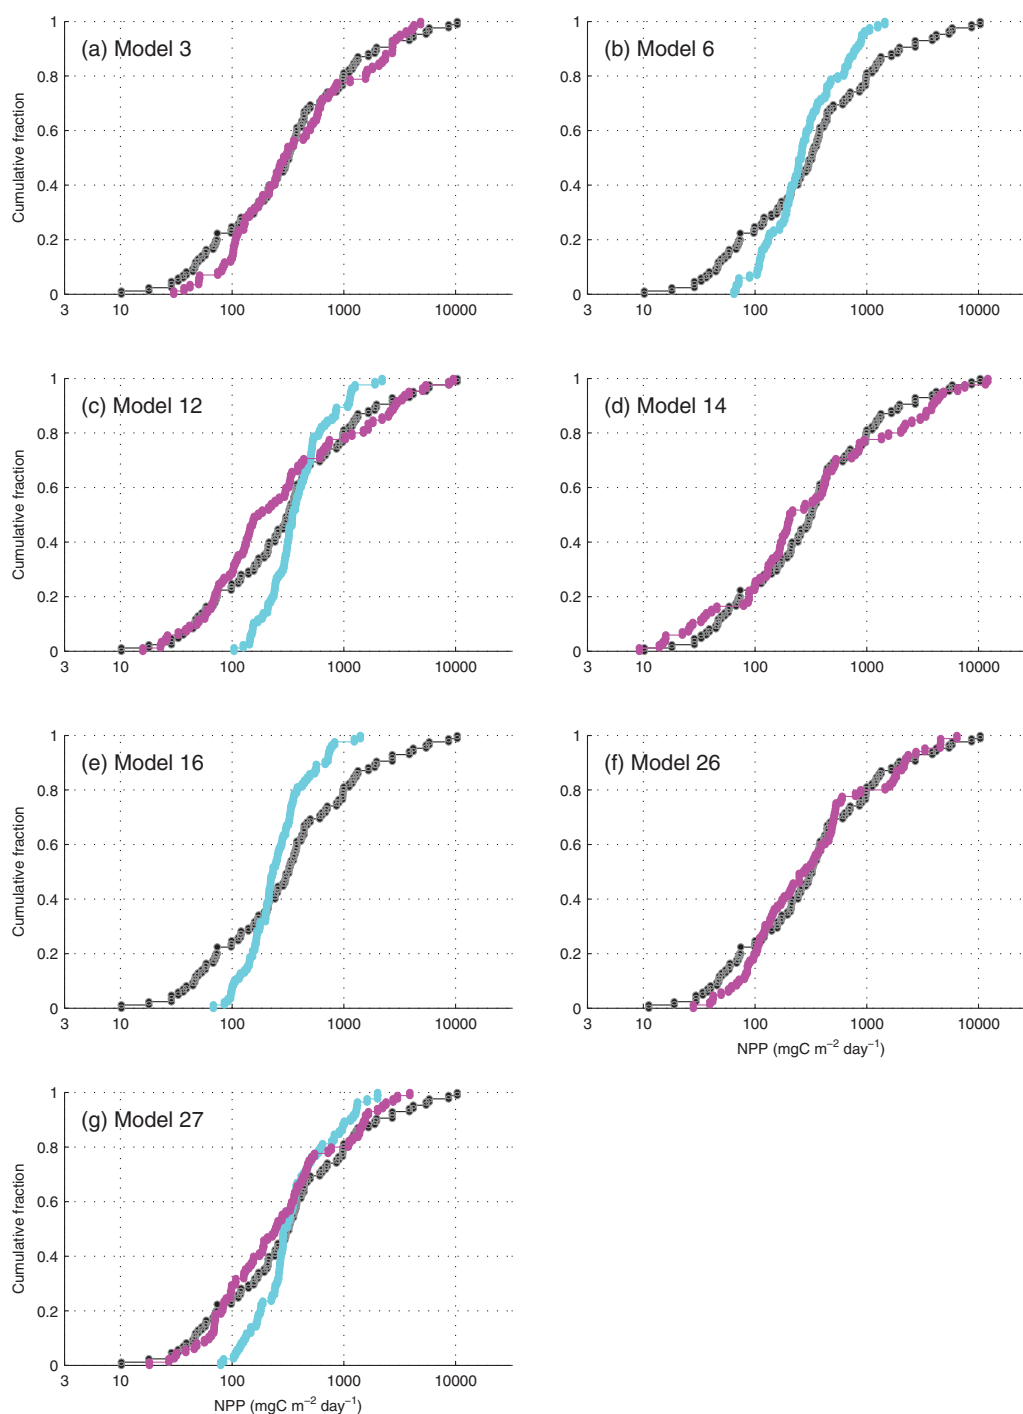 (a) Model 3
Cumulative fraction
1
0.8
0.6
0.4
0.2
0
3 10 100 1000 10000
(b) Model 6
1
0.8
0.6
0.4
0.2
0
3 10 100 1000 10000
(c) Model 12
Cumulative fraction
1
0.8
0.6
0.4
0.2
0
3 10 100 1000 10000
(d) Model 14
1
0.8
0.6
0.4
0.2
0
3 10 100 1000 10000
(e) Model 16
Cumulative fraction
1
0.8
0.6
0.4
0.2
0
3 10 100 1000 10000
(f) Model 26
1
0.8
0.6
0.4
0.2
0
3 10 100 1000 10000
NPP (mgC m⁻² day⁻¹)
(g) Model 27
Cumulative fraction
1
0.8
0.6
0.4
0.2
0
3 10 100 1000 10000
NPP (mgC m⁻² day⁻¹)